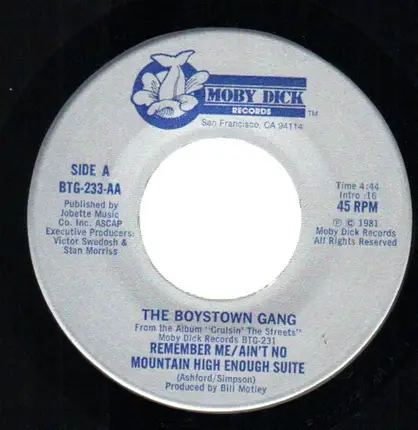 MOBY DICK
RECORDS
TM
San Francisco, CA 94114
SIDE A
BTG-233-AA
Published by
Jobette Music
Co. Inc. ASCAP
Executive Producers:
Victor Swedosh &
Stan Morriss
Time 4:44
Intro :16
45 RPM
℗ © 1981
Moby Dick Records
All Rights Reserved
THE BOYSTOWN GANG
From the Album "Cruisin' The Streets"
Moby Dick Records BTG-231
REMEMBER ME/AIN'T NO
MOUNTAIN HIGH ENOUGH SUITE
(Ashford/Simpson)
Produced by Bill Motley